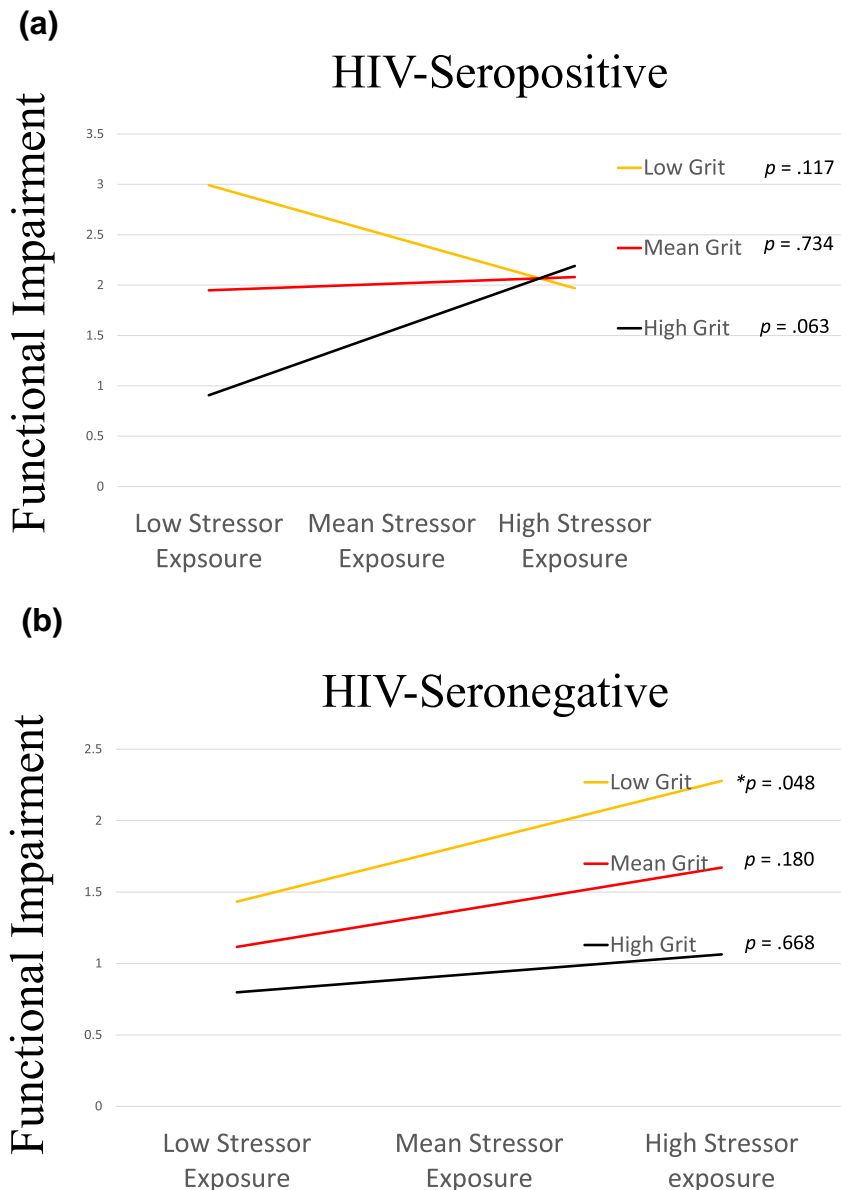 (a)
HIV-Seropositive
Functional Impairment
3.5
3
2.5
2
1.5
1
0.5
0
Low Grit p = .117
Mean Grit p = .734
High Grit p = .063
Low Stressor
Expsoure
Mean Stressor
Exposure
High Stressor
Exposure
(b)
HIV-Seronegative
Functional Impairment
2.5
2
1.5
1
0.5
0
Low Grit *p = .048
Mean Grit p = .180
High Grit p = .668
Low Stressor
Exposure
Mean Stressor
Exposure
High Stressor
exposure